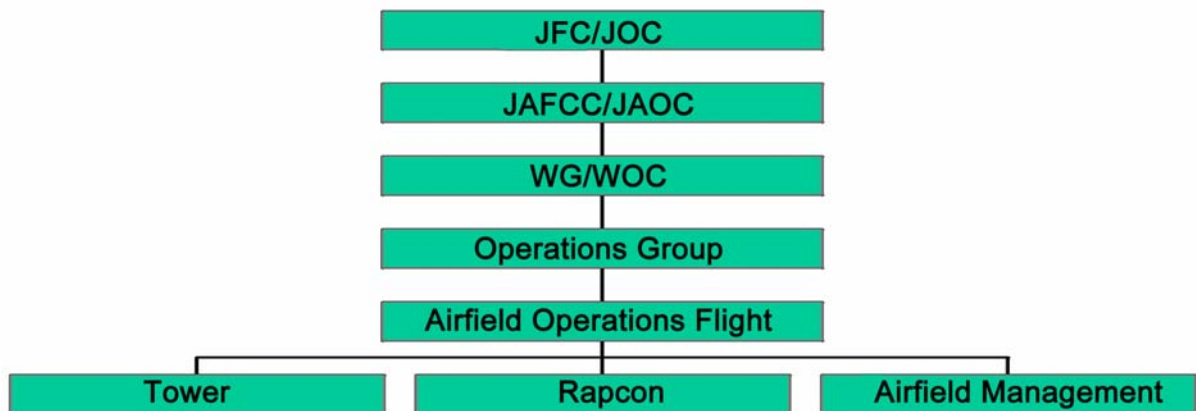 JFC/JOC
JAFCC/JAOC
WG/WOC
Operations Group
Airfield Operations Flight
Tower
Rapcon
Airfield Management